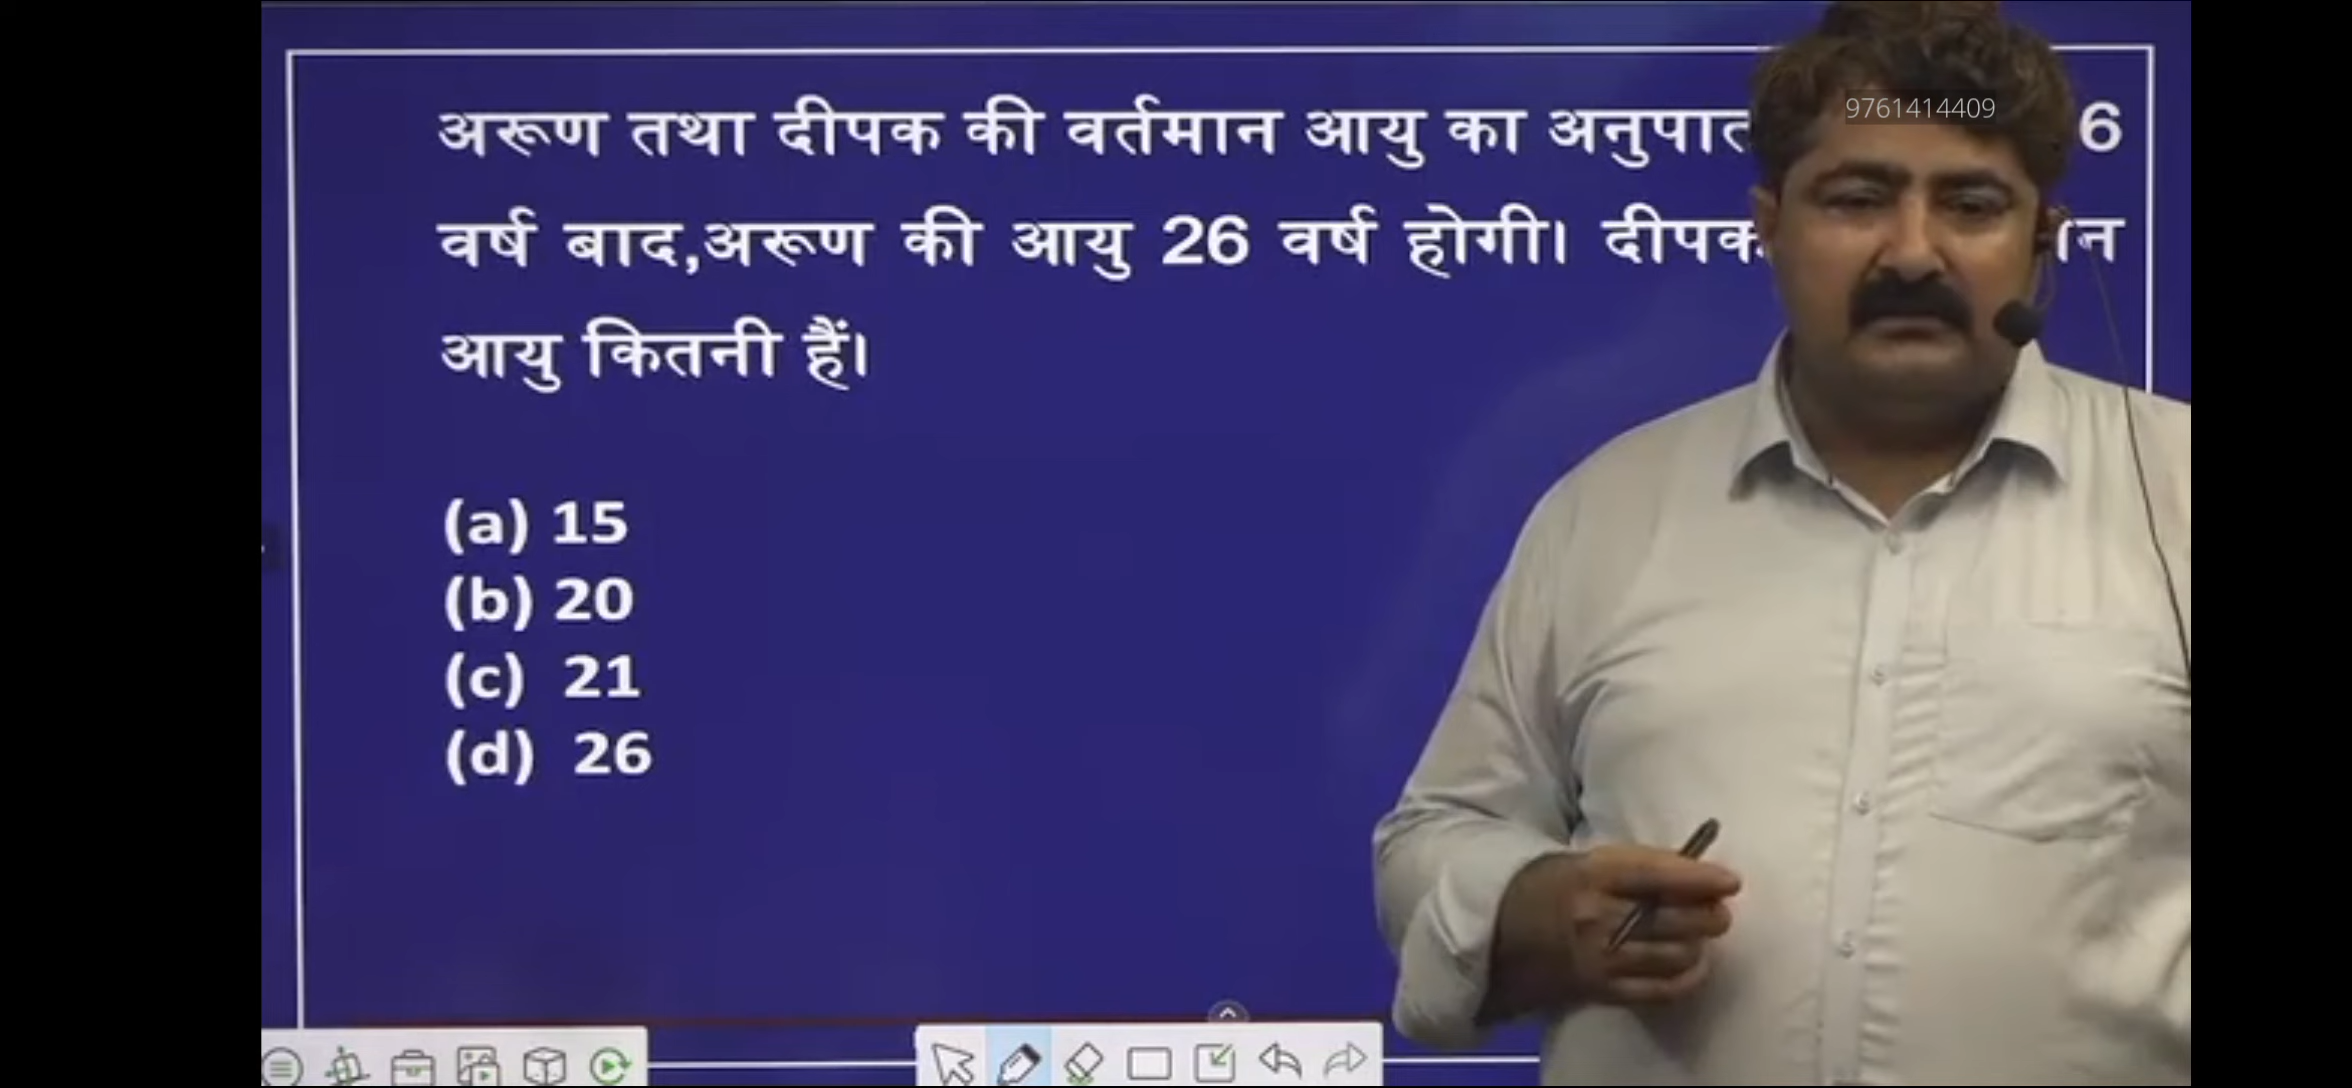 अरूण तथा दीपक की वर्तमान आयु का अनुपात 6
9761414409
वर्ष बाद,अरूण की आयु 26 वर्ष होगी। दीपक
आयु कितनी हैं।
(a) 15
(b) 20
(c) 21
(d) 26